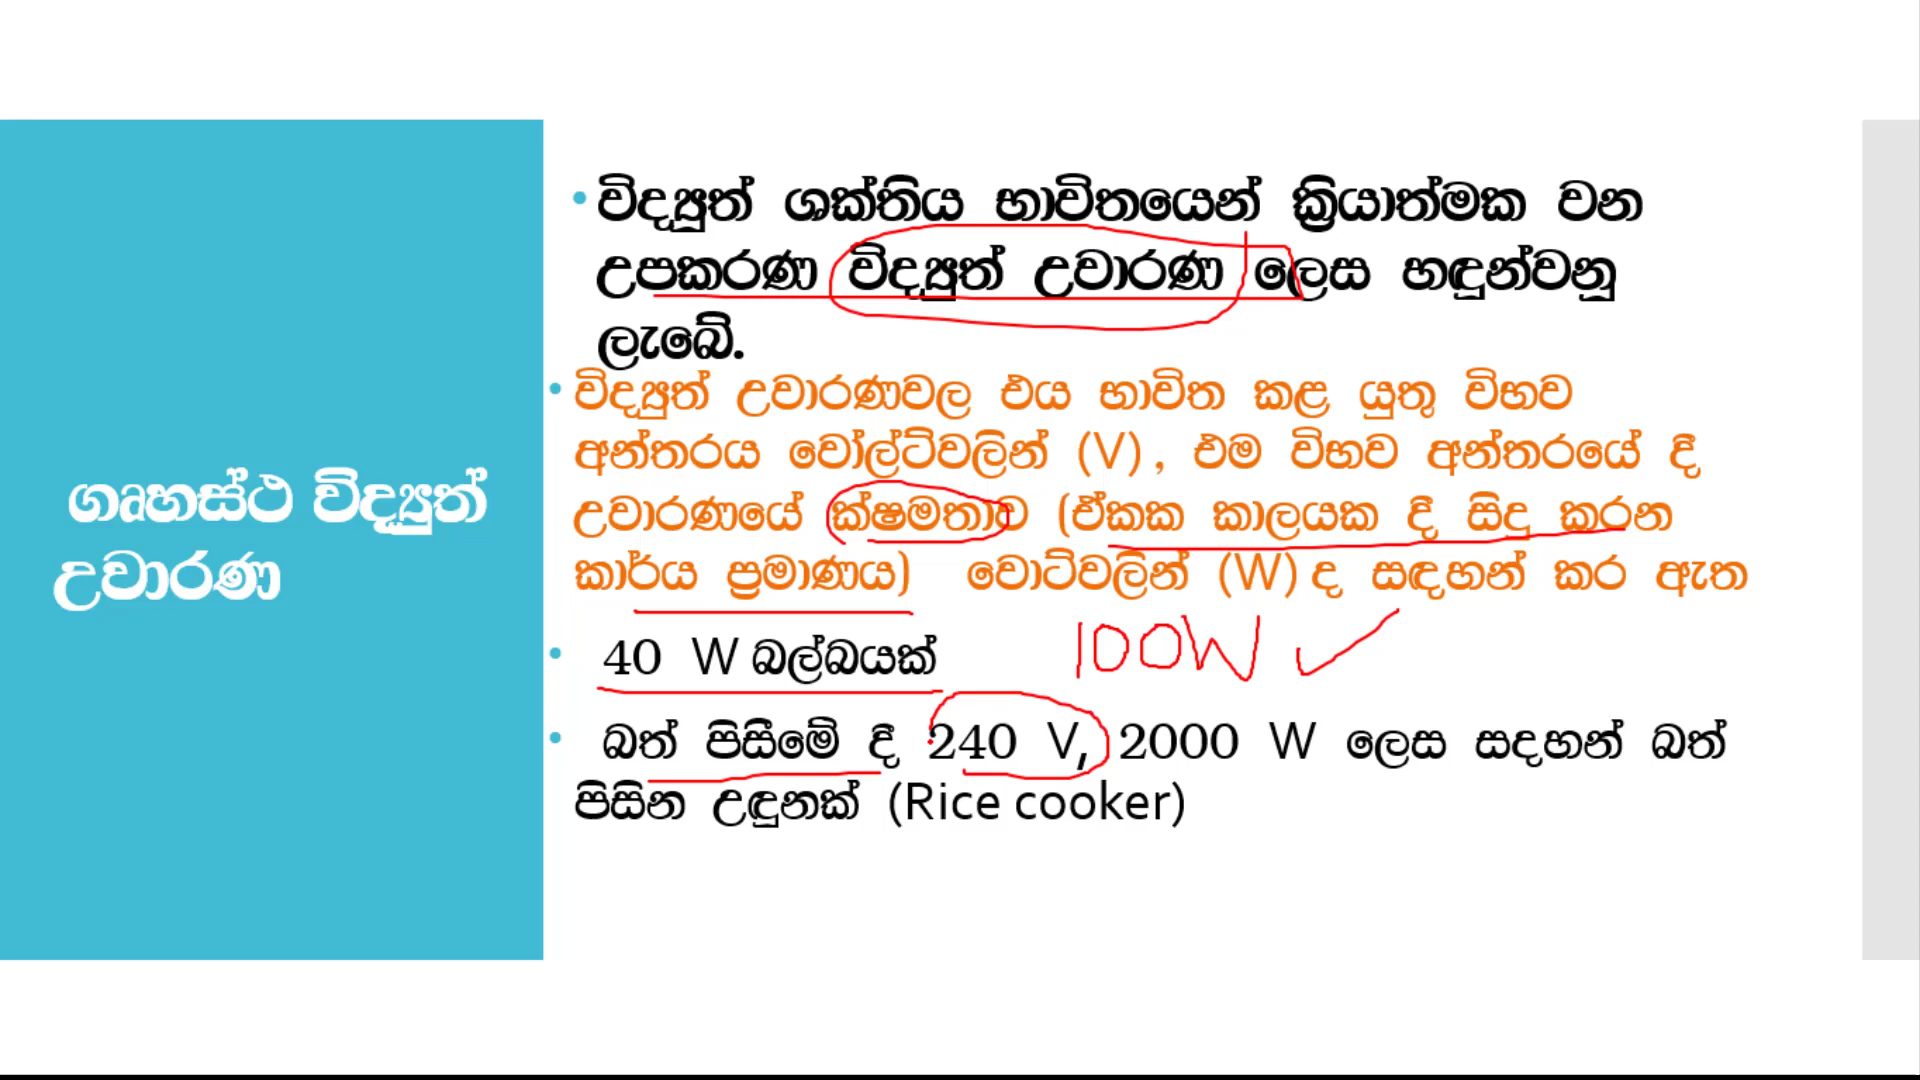 ගෘහස්ථ විද්‍යුත්
උවාරණ
• විද්‍යුත් ශක්තිය භාවිතයෙන් ක්‍රියාත්මක වන
උපකරණ විද්‍යුත් උවාරණ ලෙස හඳුන්වනු
ලැබේ.
• විද්‍යුත් උවාරණවල එය භාවිත කළ යුතු විභව
අන්තරය වෝල්ට්වලින් (V), එම විභව අන්තරයේ දී
උවාරණයේ ක්ෂමතාව (ඒකක කාලයක දී සිදු කරන
කාර්ය ප්‍රමාණය) වොට්වලින් (W) ද සඳහන් කර ඇත
• 40 W බල්බයක් 100W
• බත් පිසීමේ දී 240 V, 2000 W ලෙස සදහන් බත්
පිසින උඳුනක් (Rice cooker)